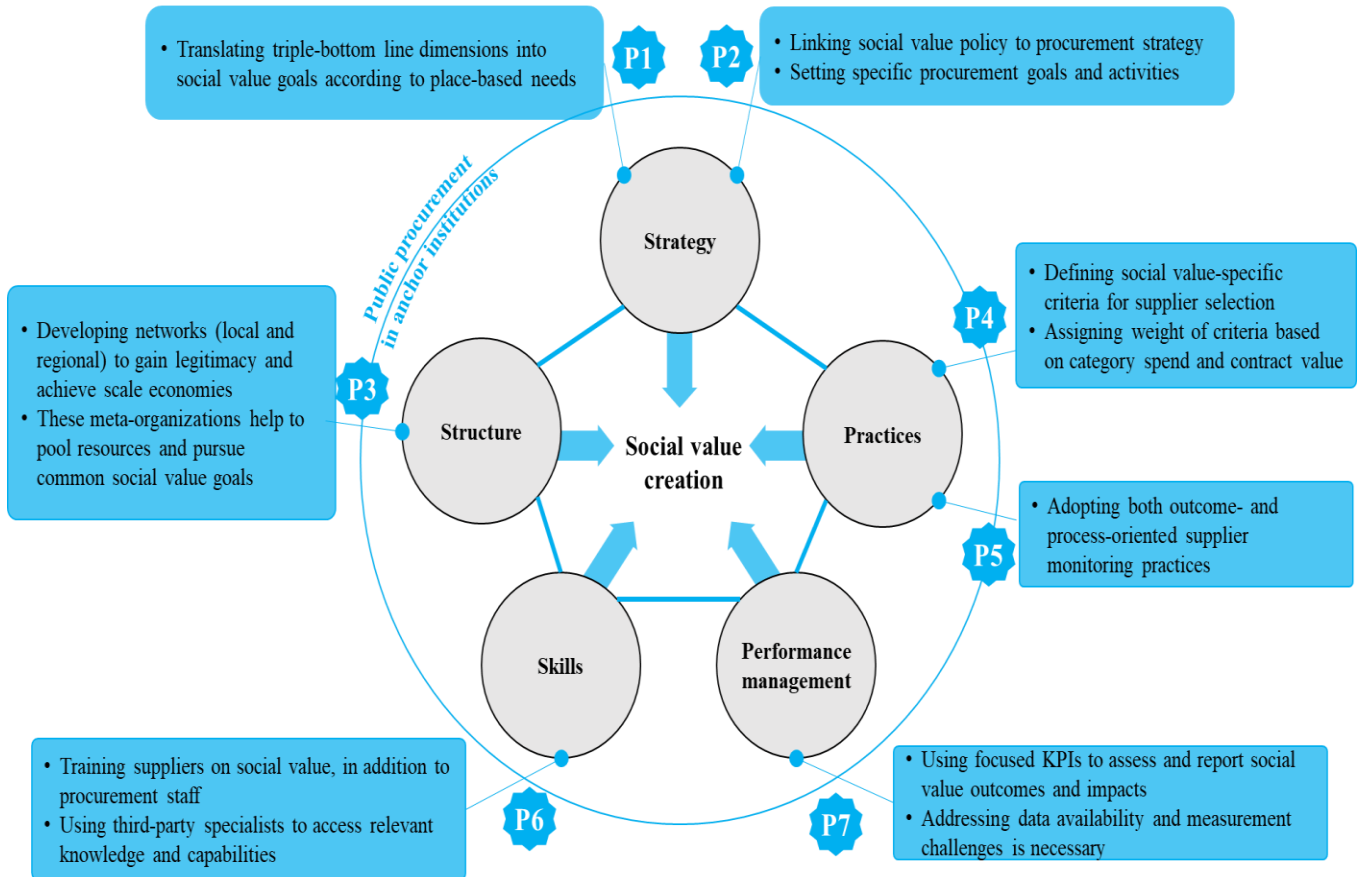 • Translating triple-bottom line dimensions into
social value goals according to place-based needs
P1
P2
• Linking social value policy to procurement strategy
• Setting specific procurement goals and activities
Public procurement
in anchor institutions
Strategy
• Developing networks (local and
regional) to gain legitimacy and
achieve scale economies
• These meta-organizations help to
pool resources and pursue
common social value goals
P3
Structure
Social value
creation
Practices
P4
• Defining social value-specific
criteria for supplier selection
• Assigning weight of criteria based
on category spend and contract value
P5
• Adopting both outcome- and
process-oriented supplier
monitoring practices
Skills
Performance
management
• Training suppliers on social value, in addition to
procurement staff
• Using third-party specialists to access relevant
knowledge and capabilities
P6
P7
• Using focused KPIs to assess and report social
value outcomes and impacts
• Addressing data availability and measurement
challenges is necessary